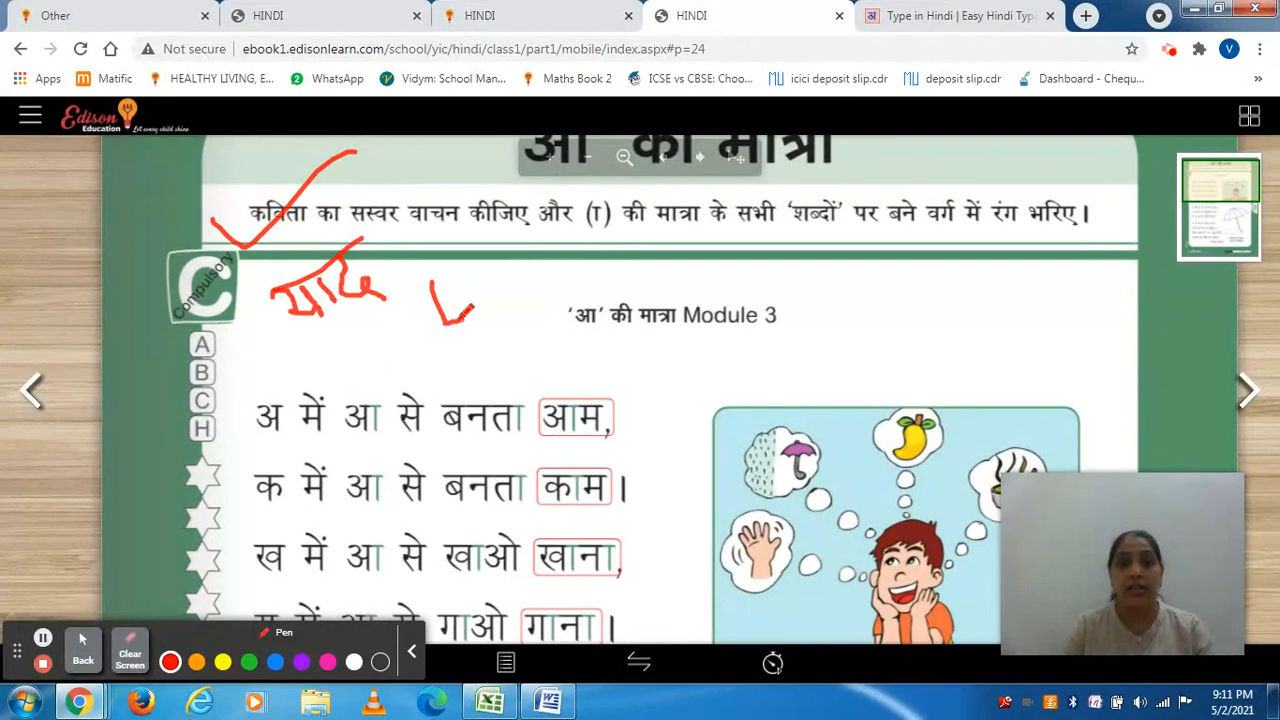 Other
HINDI
HINDI
HINDI
Type in Hindi | Easy Hindi Typ
Not secure
ebook1.edisonlearn.com/school/yic/hindi/class1/part1/mobile/index.aspx#p=24
V
Apps
Matific
HEALTHY LIVING, E...
WhatsApp
Vidym: School Man...
Maths Book 2
ICSE vs CBSE: Choo...
icici deposit slip.cdr
deposit slip.cdr
Dashboard - Chequ...
Edison
Education
Let every child shine
आ की मात्रा
कविता का सस्वर वाचन कीजिए और (ा) की मात्रा के सभी 'शब्दों' पर बने वर्ग में रंग भरिए।
C
Compulsory
याद
'आ' की मात्रा Module 3
A
B
C
H
अ में आ से बनता आम,
क में आ से बनता काम।
ख में आ से खाओ खाना,
ग में आ से गाओ गाना।
Pen
Back
Clear
Screen
9:11 PM
5/2/2021